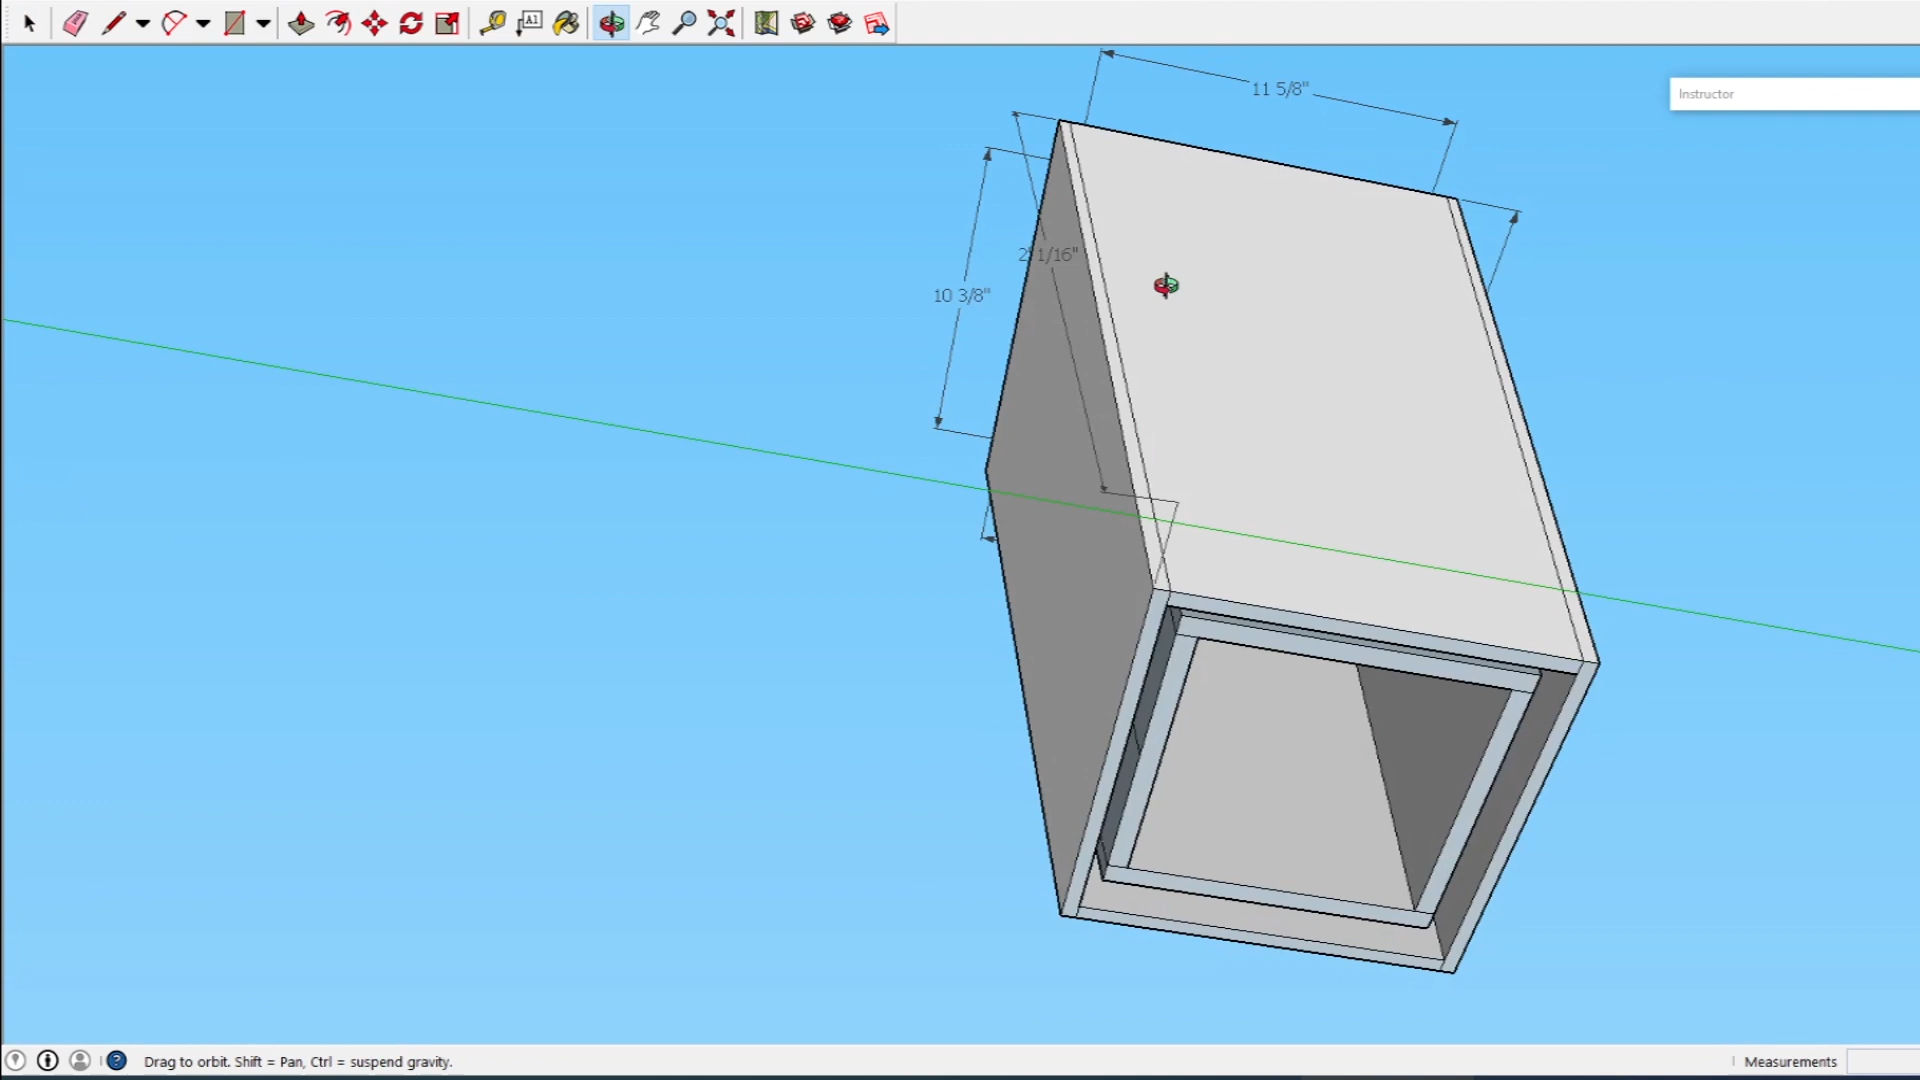 A1
11 5/8"
Instructor
2' 1/16"
10 3/8"
Drag to orbit. Shift = Pan, Ctrl = suspend gravity.
Measurements